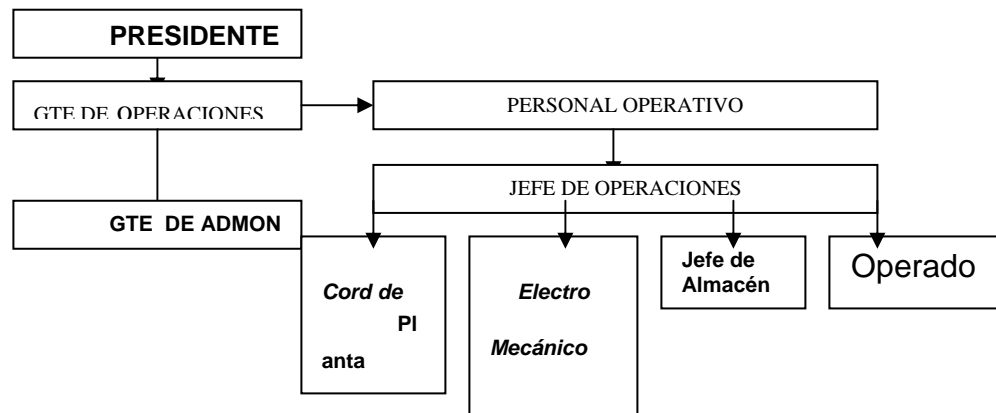 PRESIDENTE
GTE DE OPERACIONES
PERSONAL OPERATIVO
JEFE DE OPERACIONES
GTE DE ADMON
Cord de
Pl
anta
Electro
Mecánico
Jefe de
Almacén
Operado